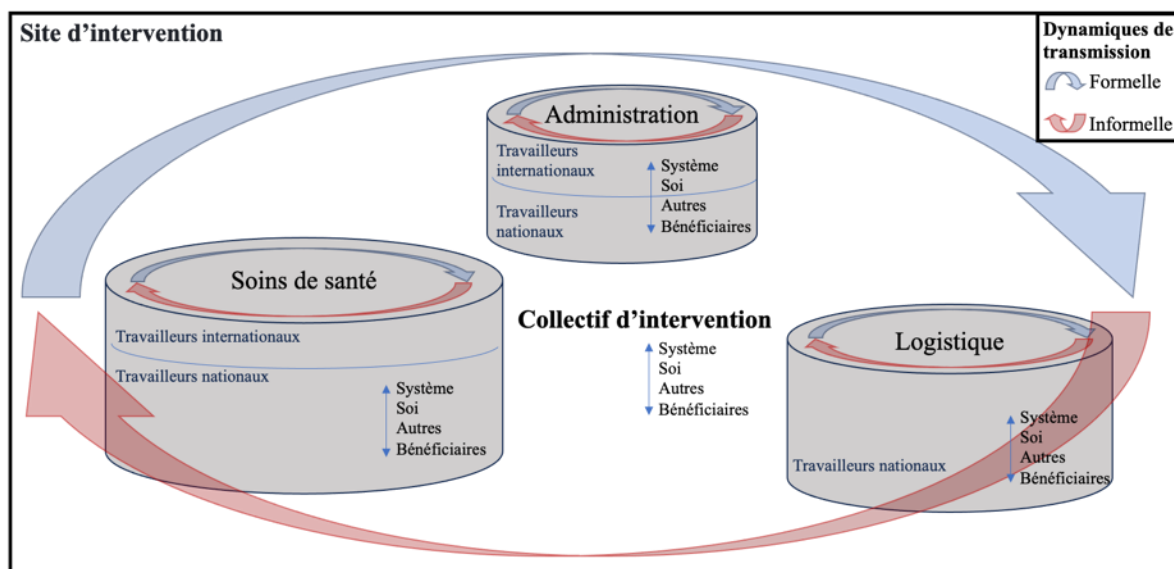 Site d’intervention
Dynamiques de
transmission
Formelle
Informelle
Administration
Travailleurs
internationaux
Travailleurs
nationaux
Système
Soi
Autres
Bénéficiaires
Soins de santé
Travailleurs internationaux
Travailleurs nationaux
Système
Soi
Autres
Bénéficiaires
Collectif d’intervention
Système
Soi
Autres
Bénéficiaires
Logistique
Travailleurs nationaux
Système
Soi
Autres
Bénéficiaires